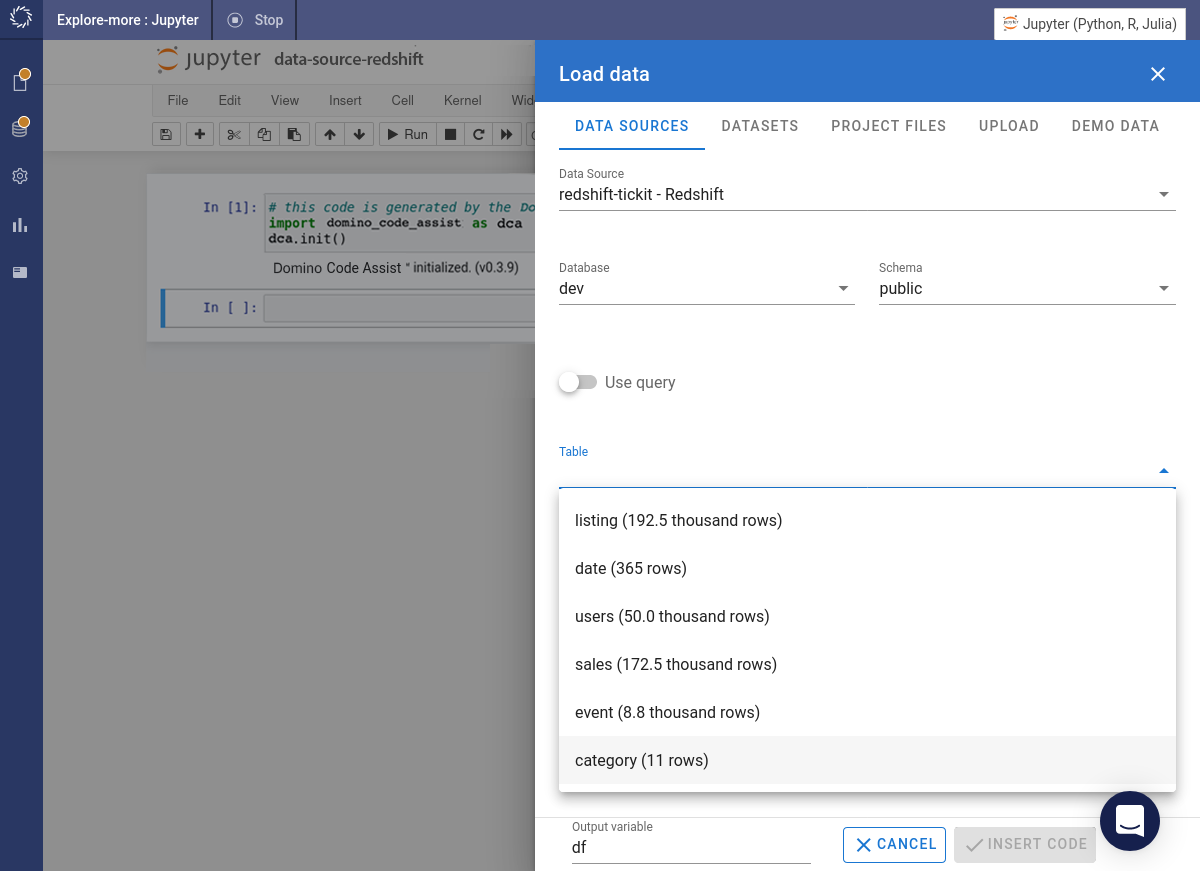 Explore-more : Jupyter
Stop
Jupyter (Python, R, Julia)
jupyter data-source-redshift
File Edit View Insert Cell Kernel
Run
In [1]:
# this code is generated by the
import domino_code_assist as dca
dca.init()
Domino Code Assist * initialized. (v0.3.9)
In [ ]:
Load data
DATA SOURCES DATASETS PROJECT FILES UPLOAD DEMO DATA
Data Source
redshift-tickit - Redshift
Database
dev
Schema
public
Use query
Table
listing (192.5 thousand rows)
date (365 rows)
users (50.0 thousand rows)
sales (172.5 thousand rows)
event (8.8 thousand rows)
category (11 rows)
Output variable
df
CANCEL
INSERT CODE